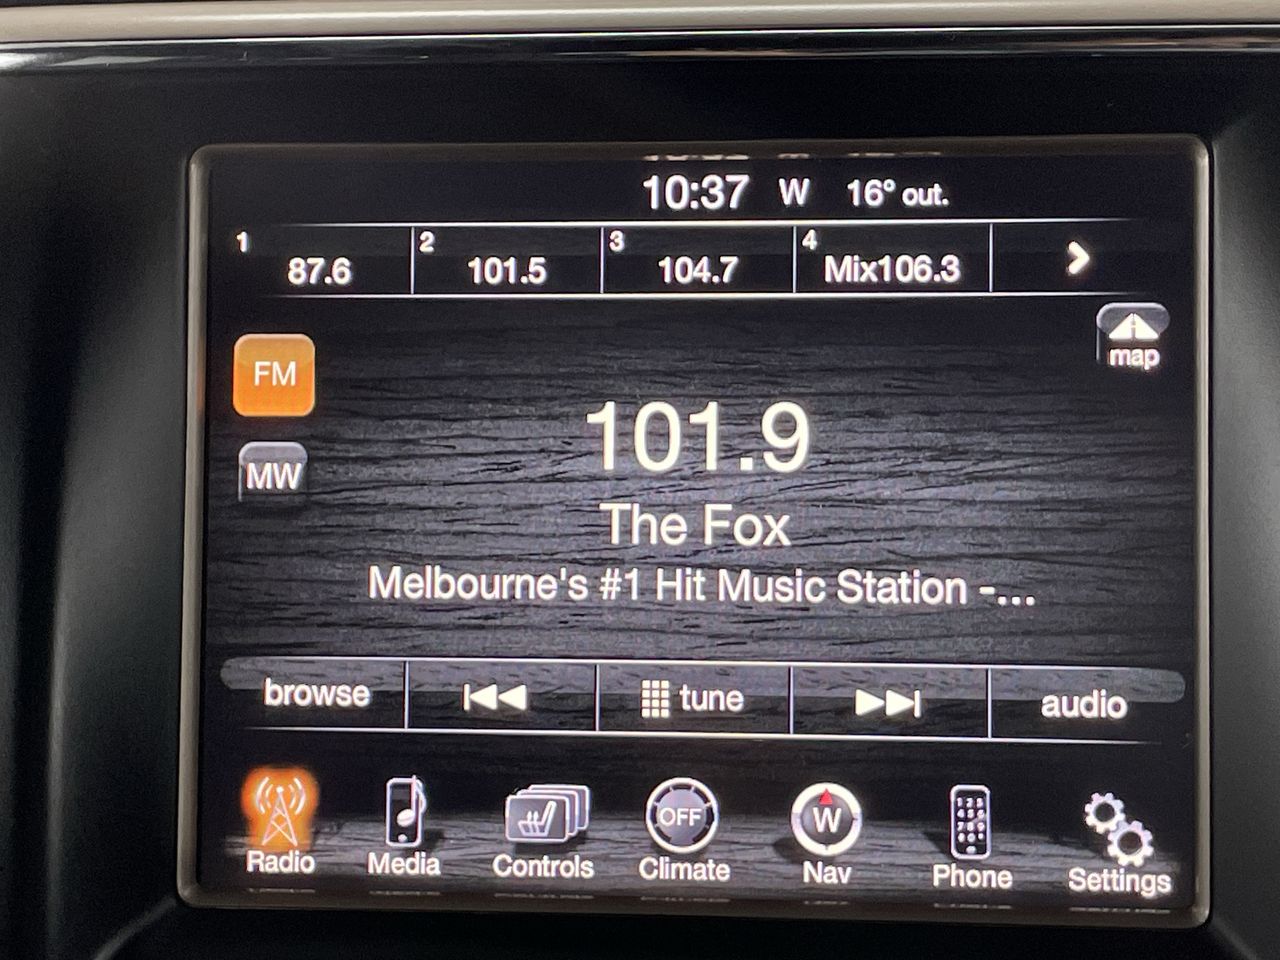 10:37 W 16° out.
1 87.6 2 101.5 3 104.7 4 Mix106.3
map
FM
101.9
MW
The Fox
Melbourne's #1 Hit Music Station -...
browse tune audio
OFF W
Radio Media Controls Climate Nav Phone Settings